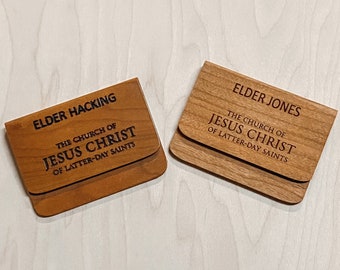 ELDER HACKING
THE CHURCH OF
JESUS CHRIST
OF LATTER-DAY SAINTS
ELDER JONES
THE CHURCH OF
JESUS CHRIST
OF LATTER-DAY SAINTS